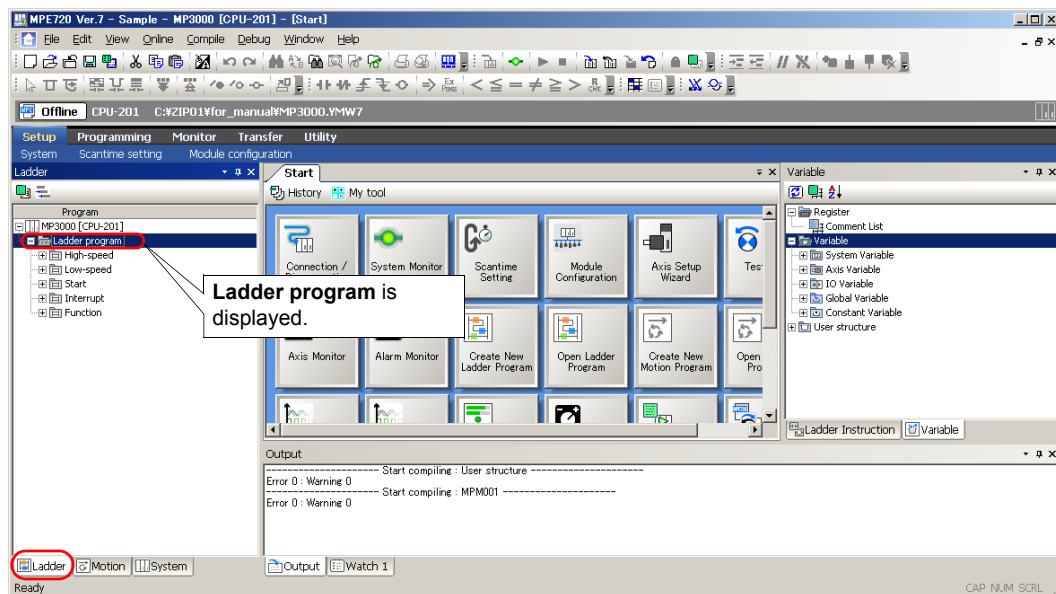 MPE720 Ver.7 - Sample - MP3000 [CPU-201] - [Start]
File Edit View Online Compile Debug Window Help
Offline CPU-201 C:¥ZIP01¥for_manual¥MP3000.YMW7
Setup Programming Monitor Transfer Utility
System Scantime setting Module configuration
Ladder
Program
MP3000 [CPU-201]
Ladder program
High-speed
Low-speed
Start
Interrupt
Function
Ladder Motion System
Start
History My tool
Connection /
System Monitor
Scantime
Setting
Module
Configuration
Axis Setup
Wizard
Ladder program is
displayed.
Axis Monitor
Alarm Monitor
Create New
Ladder Program
Open Ladder
Program
Create New
Motion Program
Open
Output
-------------------- Start compiling : User structure --------------------
Error 0 : Warning 0
-------------------- Start compiling : MPM001 --------------------
Error 0 : Warning 0
Output Watch 1
Variable
Register
Comment List
Variable
System Variable
Axis Variable
IO Variable
Global Variable
Constant Variable
User structure
Ladder Instruction Variable
Ready
CAP NUM SCRL